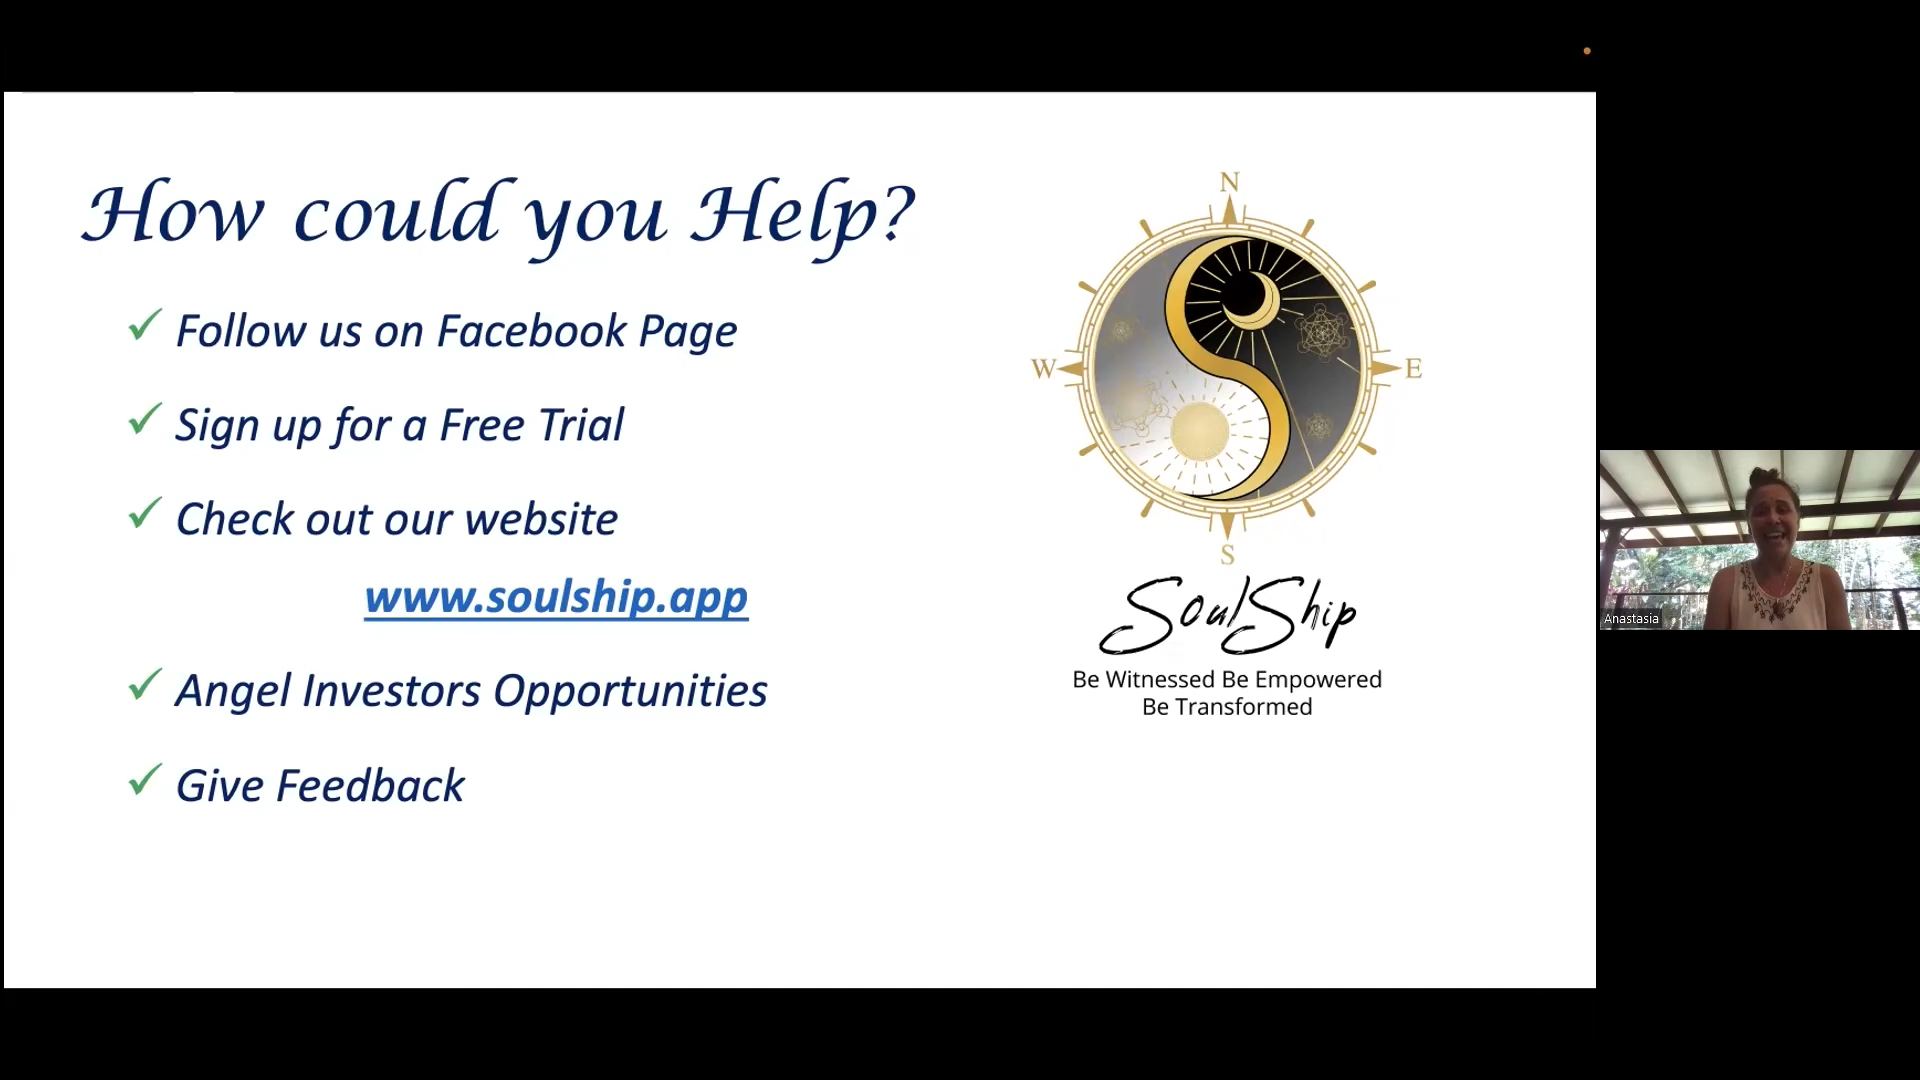 How could you Help?
✓ Follow us on Facebook Page
✓ Sign up for a Free Trial
✓ Check out our website
www.soulship.app
✓ Angel Investors Opportunities
✓ Give Feedback
N
W
E
S
SoulShip
Be Witnessed Be Empowered
Be Transformed
Anastasia